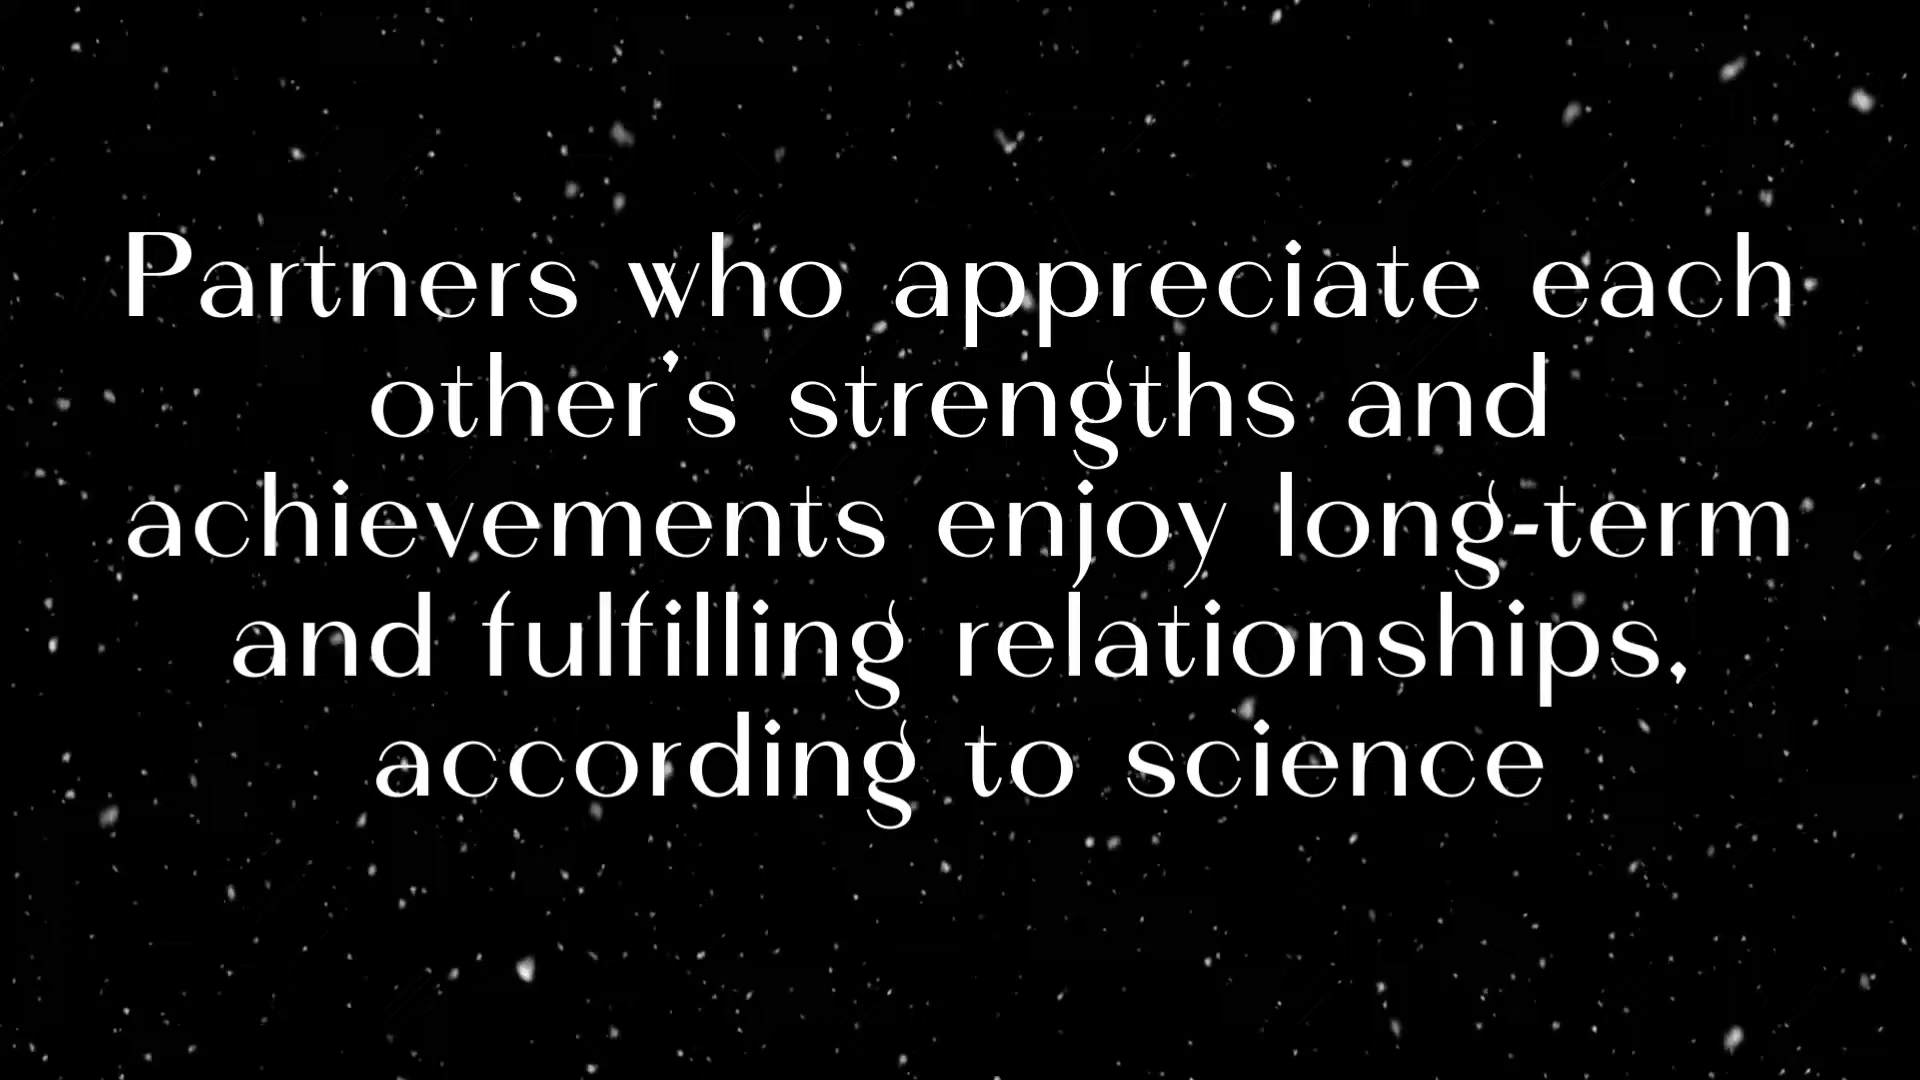 Partners who appreciate each
other's strengths and
achievements enjoy long-term
and fulfilling relationships,
according to science